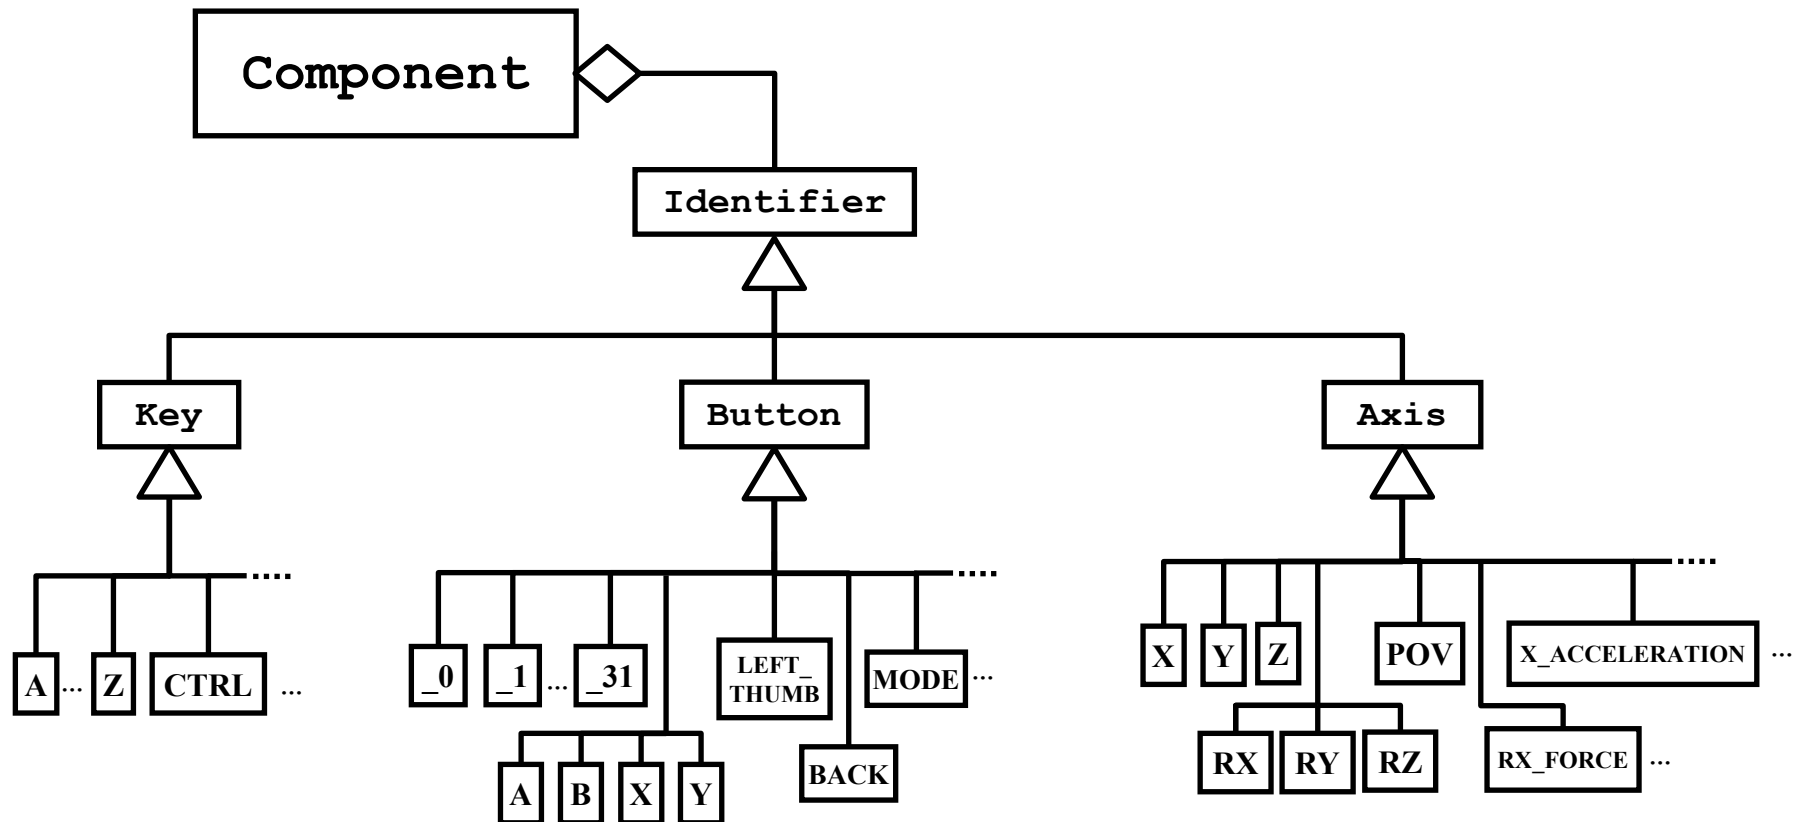 Component
Identifier
Key
Button
Axis
A
...
Z
CTRL
...
_0
_1
...
_31
LEFT_
THUMB
MODE
...
A
B
X
Y
BACK
X
Y
Z
POV
X_ACCELERATION
...
RX
RY
RZ
RX_FORCE
...